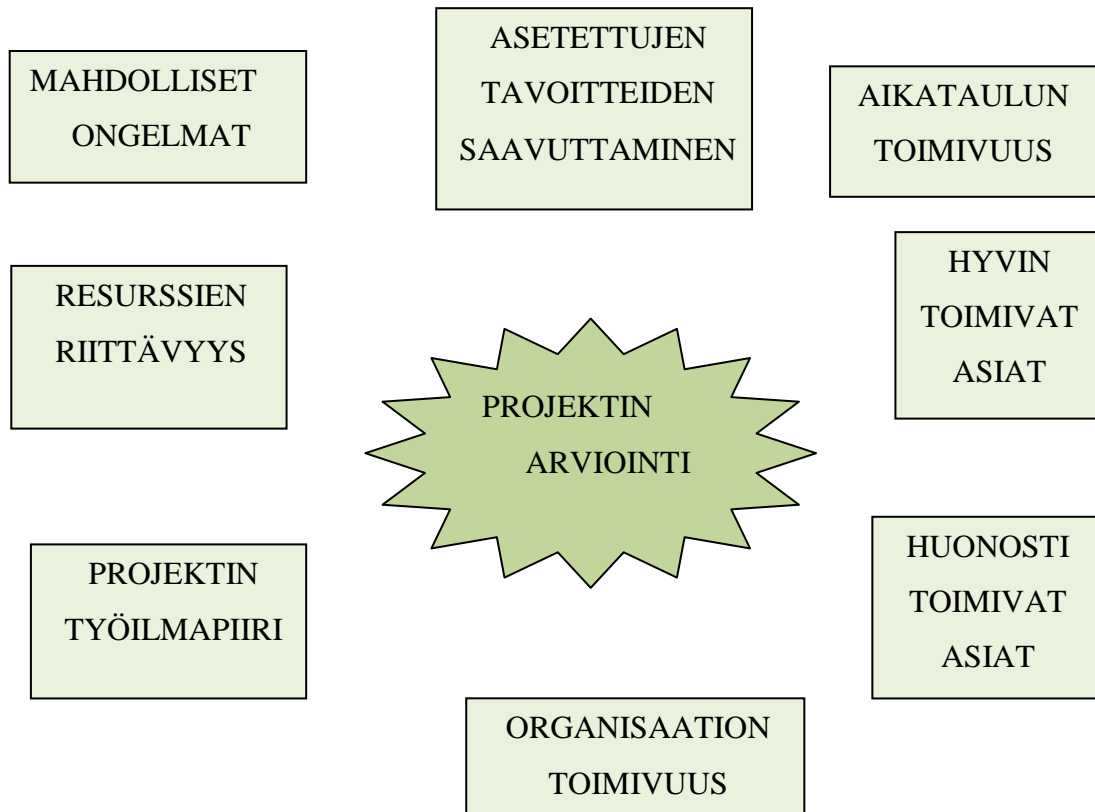 MAHDOLLISET
ONGELMAT
ASETETTUJEN
TAVOITTEIDEN
SAAVUTTAMINEN
AIKATAULUN
TOIMIVUUS
RESURSSIEN
RIITTÄVYYS
HYVIN
TOIMIVAT
ASIAT
PROJEKTIN
ARVIOINTI
PROJEKTIN
TYÖILMAPIIRI
HUONOSTI
TOIMIVAT
ASIAT
ORGANISAATION
TOIMIVUUS